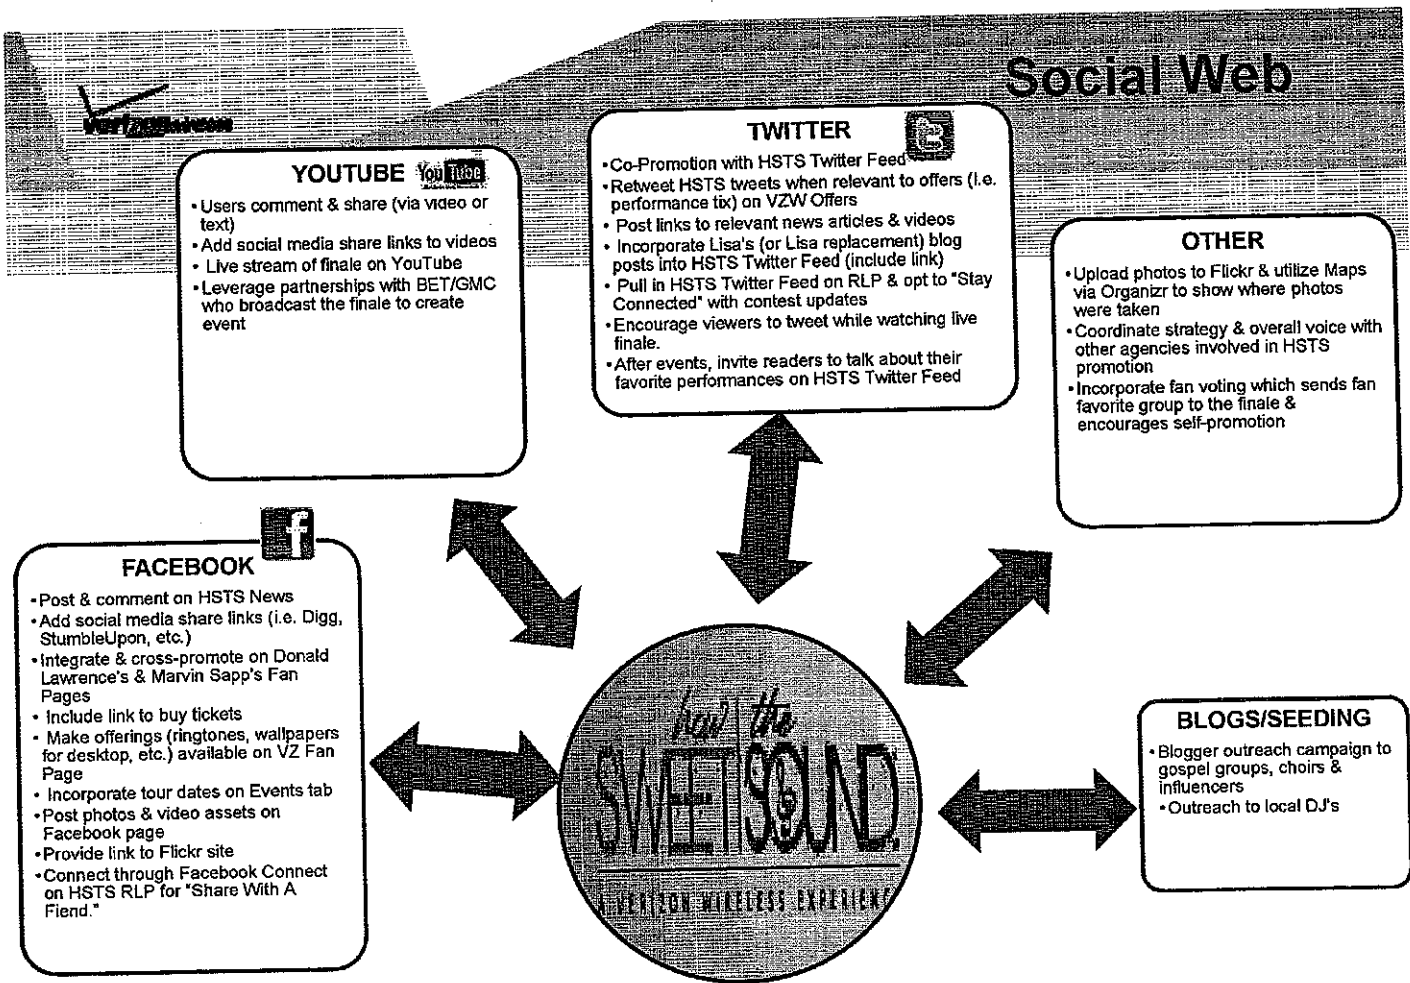 Social Web
verizon wireless
YOUTUBE You Tube
•Users comment & share (via video or
text)
•Add social media share links to videos
• Live stream of finale on YouTube
•Leverage partnerships with BET/GMC
who broadcast the finale to create
event
TWITTER
•Co-Promotion with HSTS Twitter Feed
•Retweet HSTS tweets when relevant to offers (i.e.
performance tix) on VZW Offers
• Post links to relevant news articles & videos
• Incorporate Lisa's (or Lisa replacement) blog
posts into HSTS Twitter Feed (include link)
• Pull in HSTS Twitter Feed on RLP & opt to "Stay
Connected" with contest updates
•Encourage viewers to tweet while watching live
finale.
•After events, invite readers to talk about their
favorite performances on HSTS Twitter Feed
OTHER
•Upload photos to Flickr & utilize Maps
via Organizr to show where photos
were taken
•Coordinate strategy & overall voice with
other agencies involved in HSTS
promotion
•Incorporate fan voting which sends fan
favorite group to the finale &
encourages self-promotion
FACEBOOK
•Post & comment on HSTS News
•Add social media share links (i.e. Digg,
StumbleUpon, etc.)
•Integrate & cross-promote on Donald
Lawrence's & Marvin Sapp's Fan
Pages
• Include link to buy tickets
• Make offerings (ringtones, wallpapers
for desktop, etc.) available on VZ Fan
Page
• Incorporate tour dates on Events tab
•Post photos & video assets on
Facebook page
•Provide link to Flickr site
•Connect through Facebook Connect
on HSTS RLP for "Share With A
Fiend."
how the
SWEET SOUND.
A VERIZON WIRELESS EXPERIENC
BLOGS/SEEDING
•Blogger outreach campaign to
gospel groups, choirs &
influencers
•Outreach to local DJ's